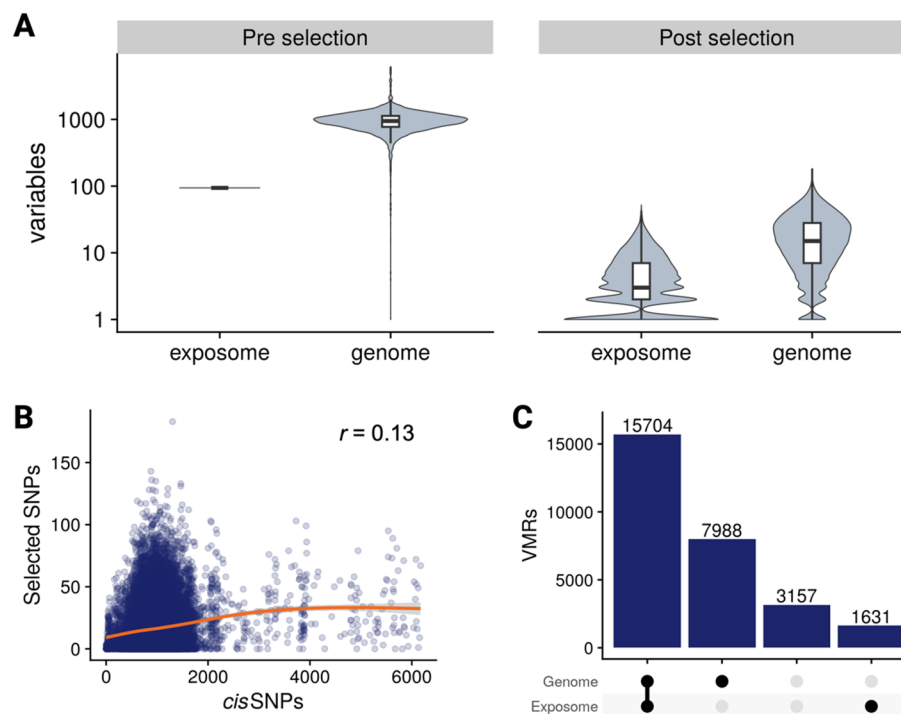 A
Pre selection
Post selection
variables
1000
100
10
1
exposome
genome
exposome
genome
B
r = 0.13
Selected SNPs
150
100
50
0
0
2000
4000
6000
cisSNPs
C
VMRs
15000
10000
5000
0
15704
7988
3157
1631
Genome
Exposome